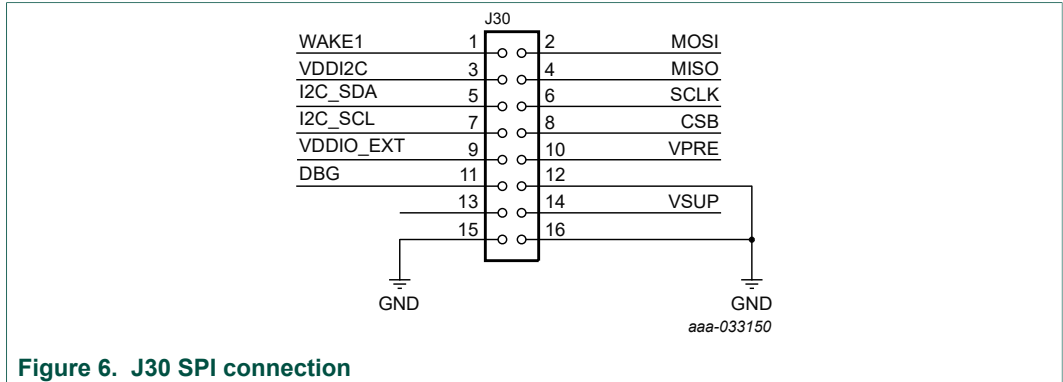 J30
WAKE1 1 2 MOSI
VDDI2C 3 4 MISO
I2C_SDA 5 6 SCLK
I2C_SCL 7 8 CSB
VDDIO_EXT 9 10 VPRE
DBG 11 12
13 14 VSUP
15 16
GND GND
aaa-033150
Figure 6. J30 SPI connection